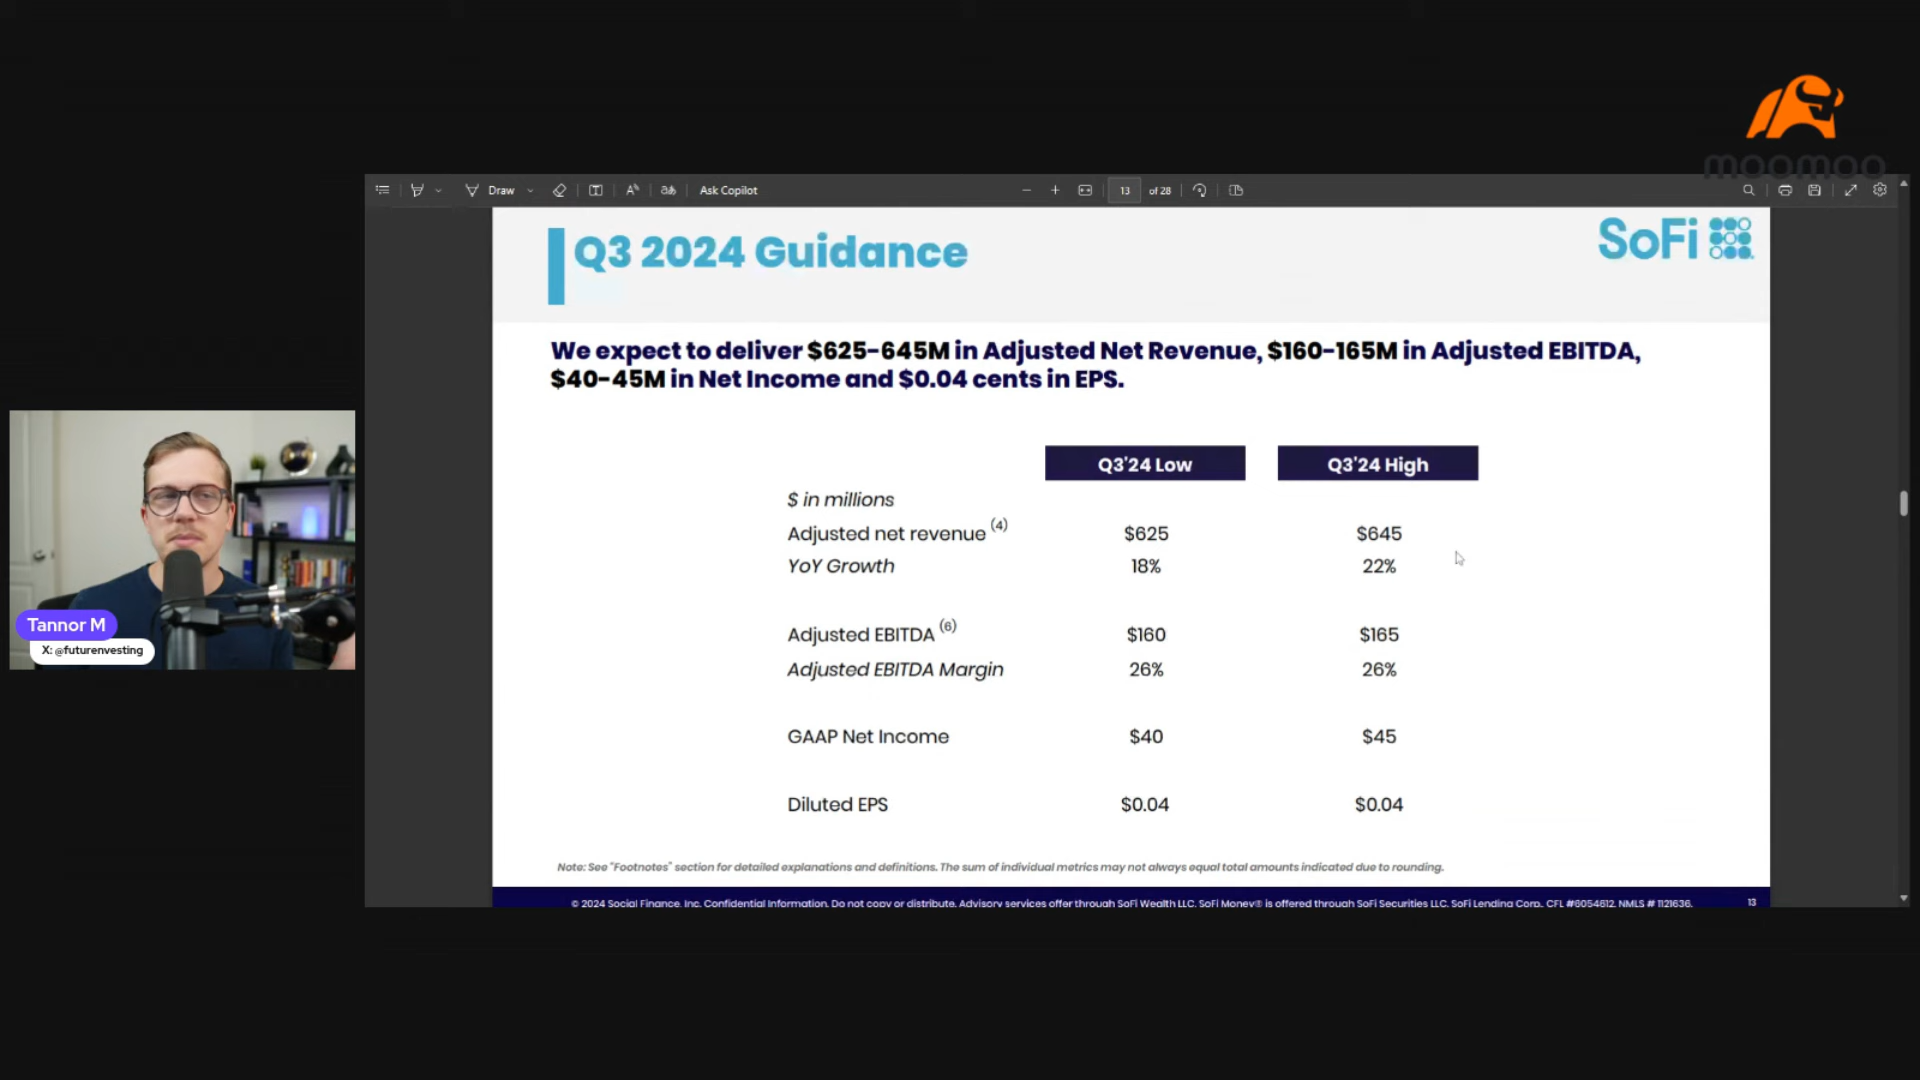 moomoo
Draw
Ask Copilot
13 of 28
Q3 2024 Guidance
SoFi
We expect to deliver $625-645M in Adjusted Net Revenue, $160-165M in Adjusted EBITDA,
$40-45M in Net Income and $0.04 cents in EPS.
Q3'24 Low Q3'24 High
$ in millions
Adjusted net revenue (4) $625 $645
YoY Growth 18% 22%
Adjusted EBITDA (6) $160 $165
Adjusted EBITDA Margin 26% 26%
GAAP Net Income $40 $45
Diluted EPS $0.04 $0.04
Note: See "Footnotes" section for detailed explanations and definitions. The sum of individual metrics may not always equal total amounts indicated due to rounding.
© 2024 Social Finance, Inc. Confidential Information. Do not copy or distribute. Advisory services offer through SoFi Wealth LLC. SoFi Money® is offered through SoFi Securities LLC. SoFi Lending Corp. CFL #6054612. NMLS # 1121636. 13
Tannor M
X: @futurenvesting